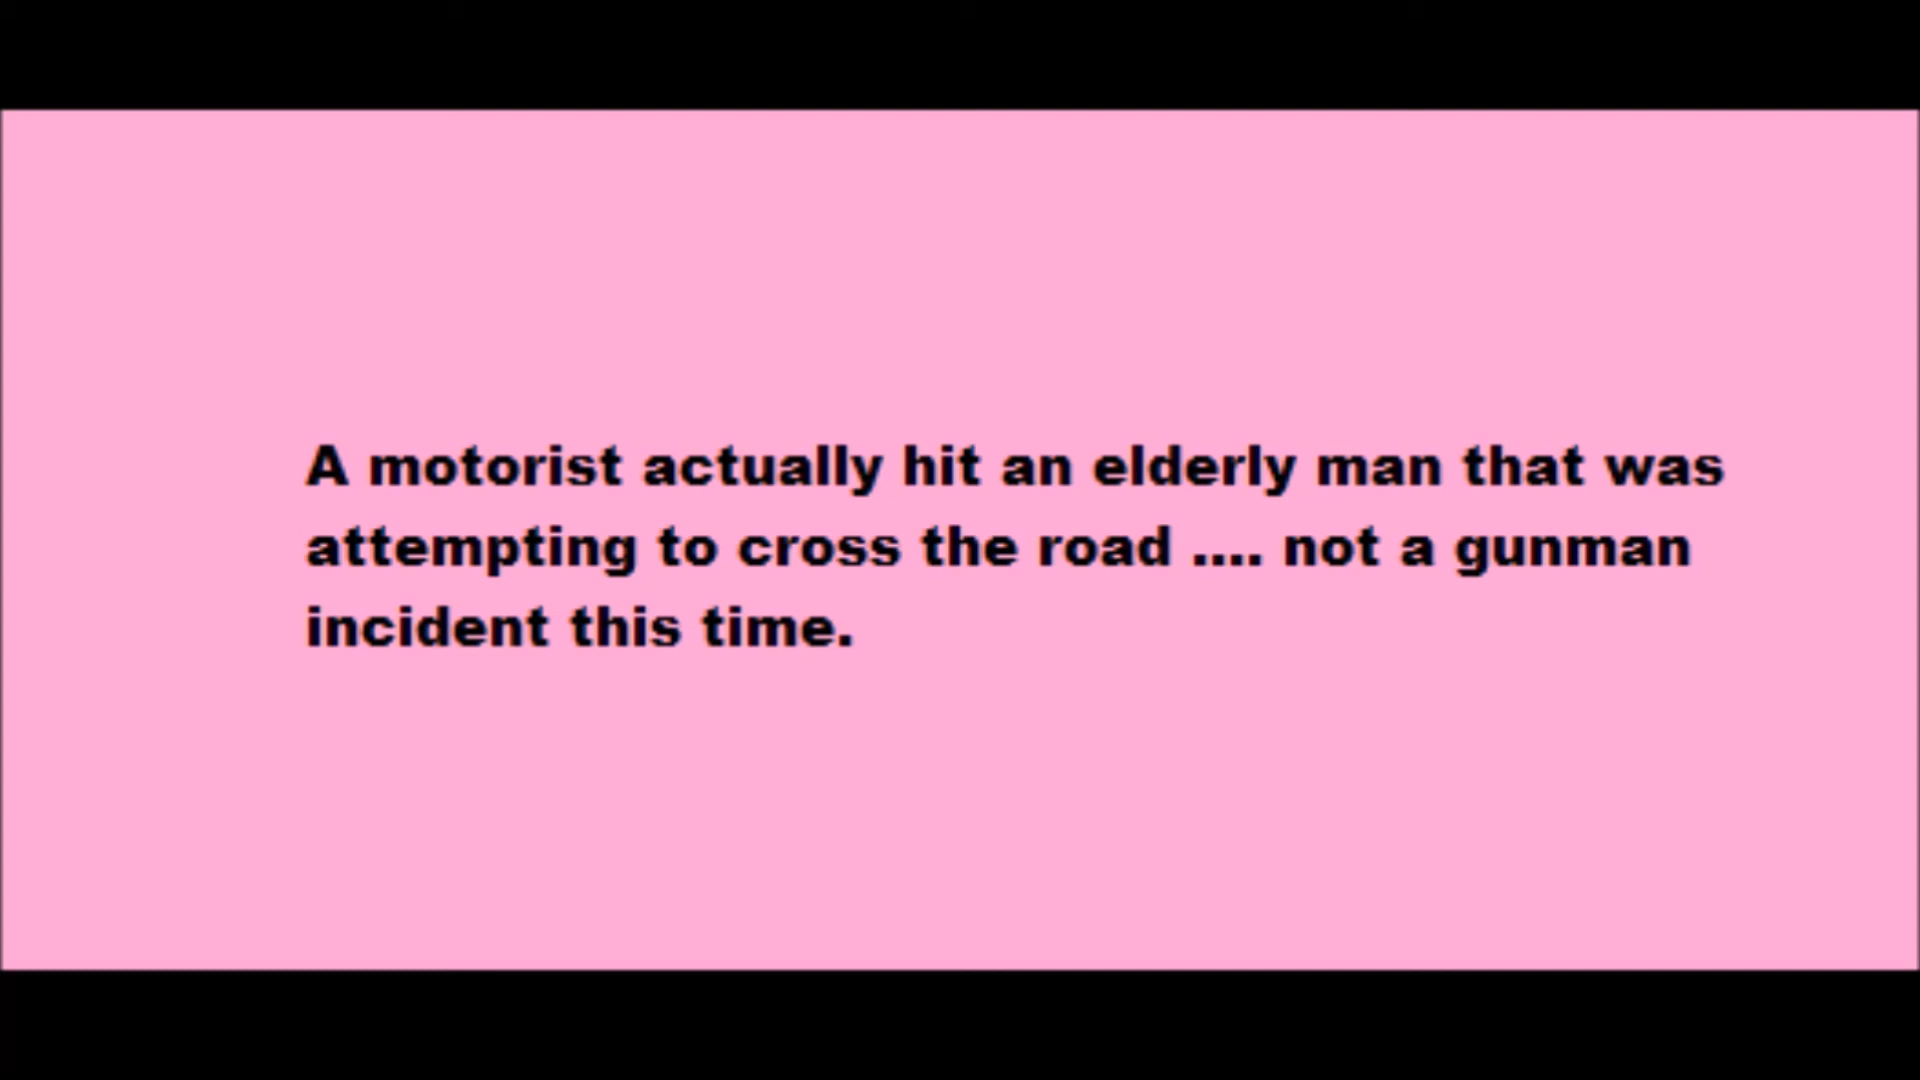 A motorist actually hit an elderly man that was
attempting to cross the road .... not a gunman
incident this time.